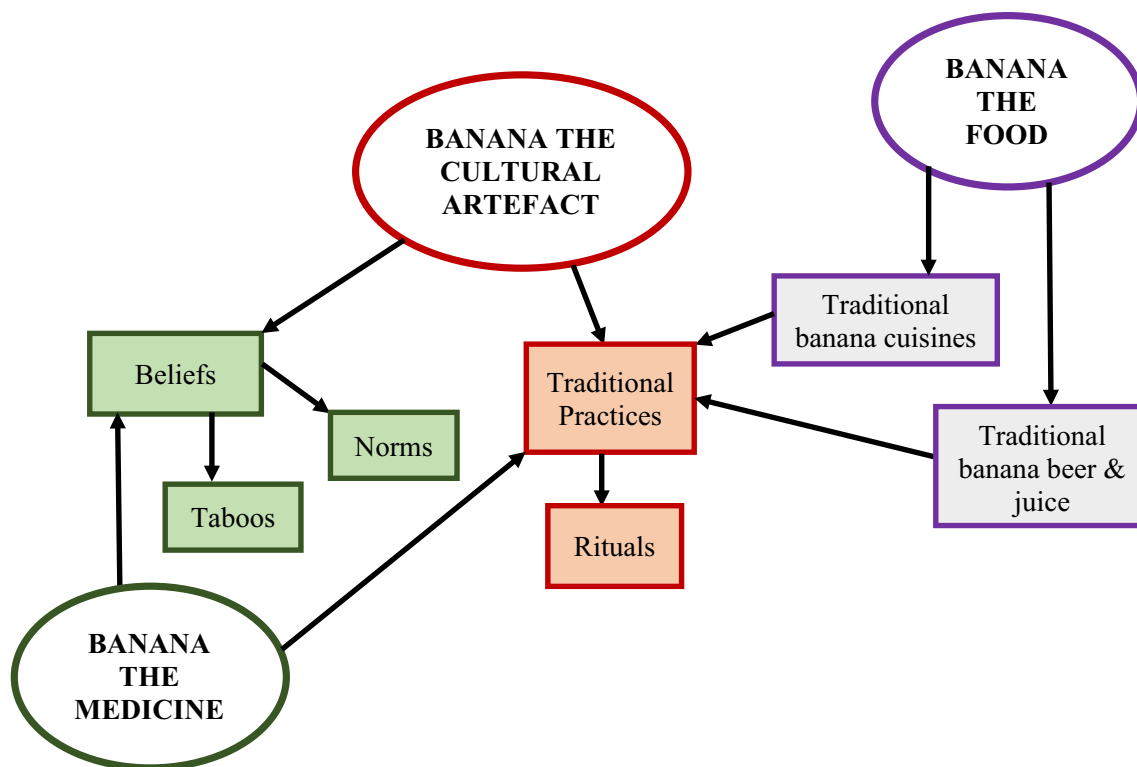 BANANA
THE
FOOD
BANANA THE
CULTURAL
ARTEFACT
Traditional
banana cuisines
Beliefs
Traditional
Practices
Norms
Traditional
banana beer &
juice
Taboos
Rituals
BANANA
THE
MEDICINE